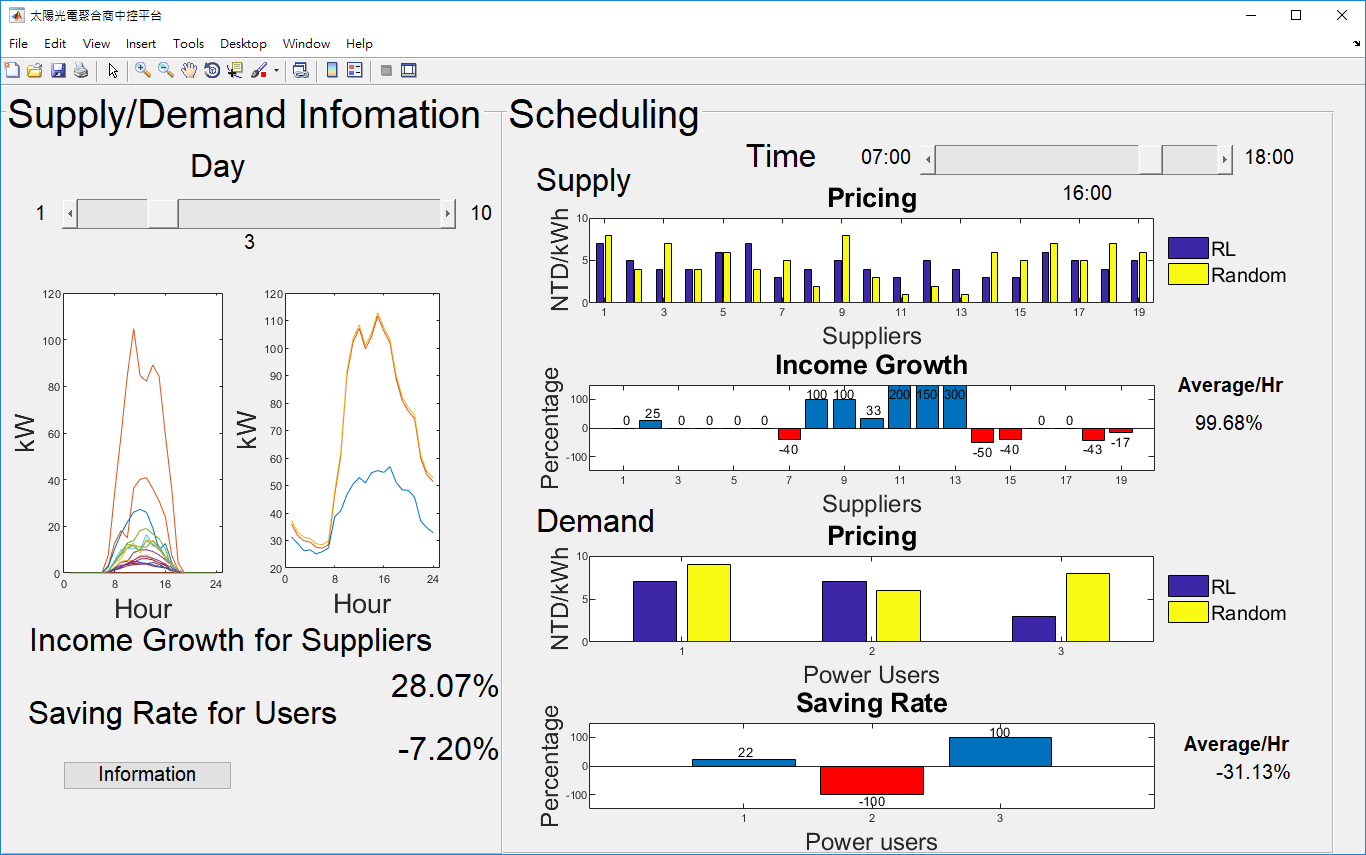 太陽光電聚合商中控平台
File Edit View Insert Tools Desktop Window Help
Supply/Demand Infomation
Day
1 10
3
120
100
80
60
40
20
0
kW
0 8 16 24
Hour
120
110
100
90
80
70
60
50
40
30
20
kW
0 8 16 24
Hour
Income Growth for Suppliers
28.07%
Saving Rate for Users
-7.20%
Information
Scheduling
Time 07:00 18:00
16:00
Supply
Pricing
NTD/kWh
10
5
0
1 3 5 7 9 11 13 15 17 19
Suppliers
RL
Random
Income Growth
Percentage
100
0
-100
0 25 0 0 0 0 -40 100 100 33 200 150 300 -50 -40 0 0 -43 -17
1 3 5 7 9 11 13 15 17 19
Suppliers
Average/Hr
99.68%
Demand
Pricing
NTD/kWh
10
5
0
1 2 3
Power Users
RL
Random
Saving Rate
Percentage
100
0
-100
22 -100 100
1 2 3
Power users
Average/Hr
-31.13%